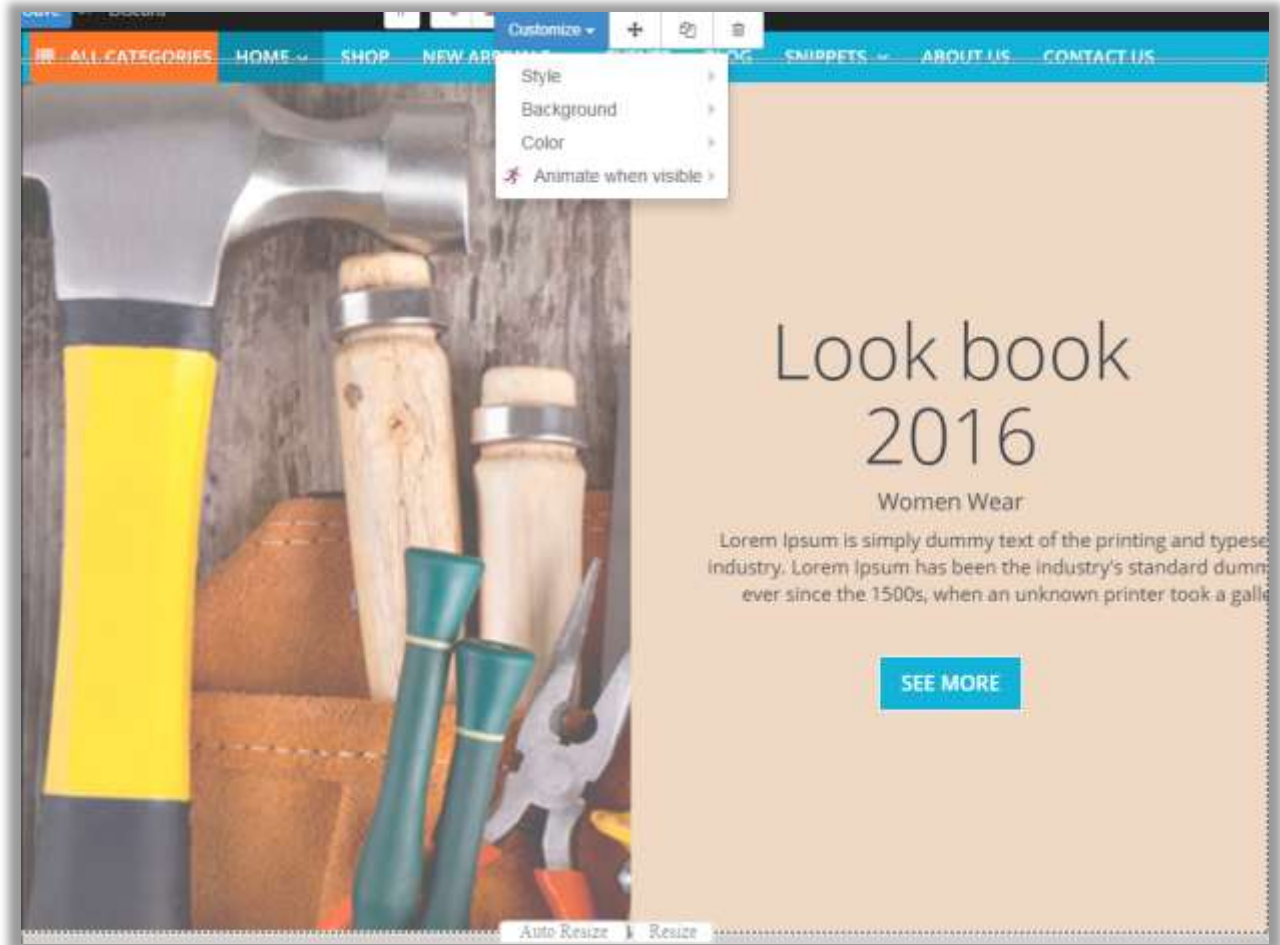 Customize
ALL CATEGORIES HOME SHOP NEW SNIPPETS ABOUT US CONTACT US
Style
Background
Color
Animate when visible
Look book
2016
Women Wear
Lorem Ipsum is simply dummy text of the printing and typese
industry. Lorem Ipsum has been the industry's standard dumm
ever since the 1500s, when an unknown printer took a galle
SEE MORE
Auto Resize Resize